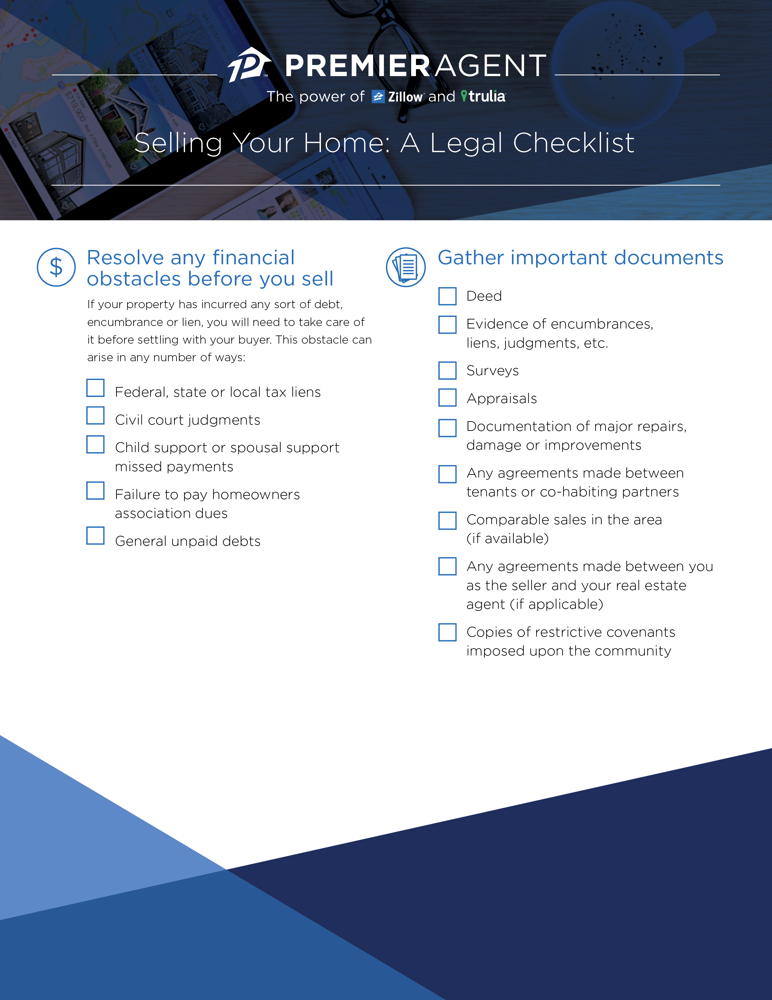 PREMIERAGENT
TM
The power of Zillow and trulia
Selling Your Home: A Legal Checklist
$719,900
$479,000
$
Resolve any financial
obstacles before you sell
If your property has incurred any sort of debt,
encumbrance or lien, you will need to take care of
it before settling with your buyer. This obstacle can
arise in any number of ways:
Federal, state or local tax liens
Civil court judgments
Child support or spousal support
missed payments
Failure to pay homeowners
association dues
General unpaid debts
Gather important documents
Deed
Evidence of encumbrances,
liens, judgments, etc.
Surveys
Appraisals
Documentation of major repairs,
damage or improvements
Any agreements made between
tenants or co-habiting partners
Comparable sales in the area
(if available)
Any agreements made between you
as the seller and your real estate
agent (if applicable)
Copies of restrictive covenants
imposed upon the community